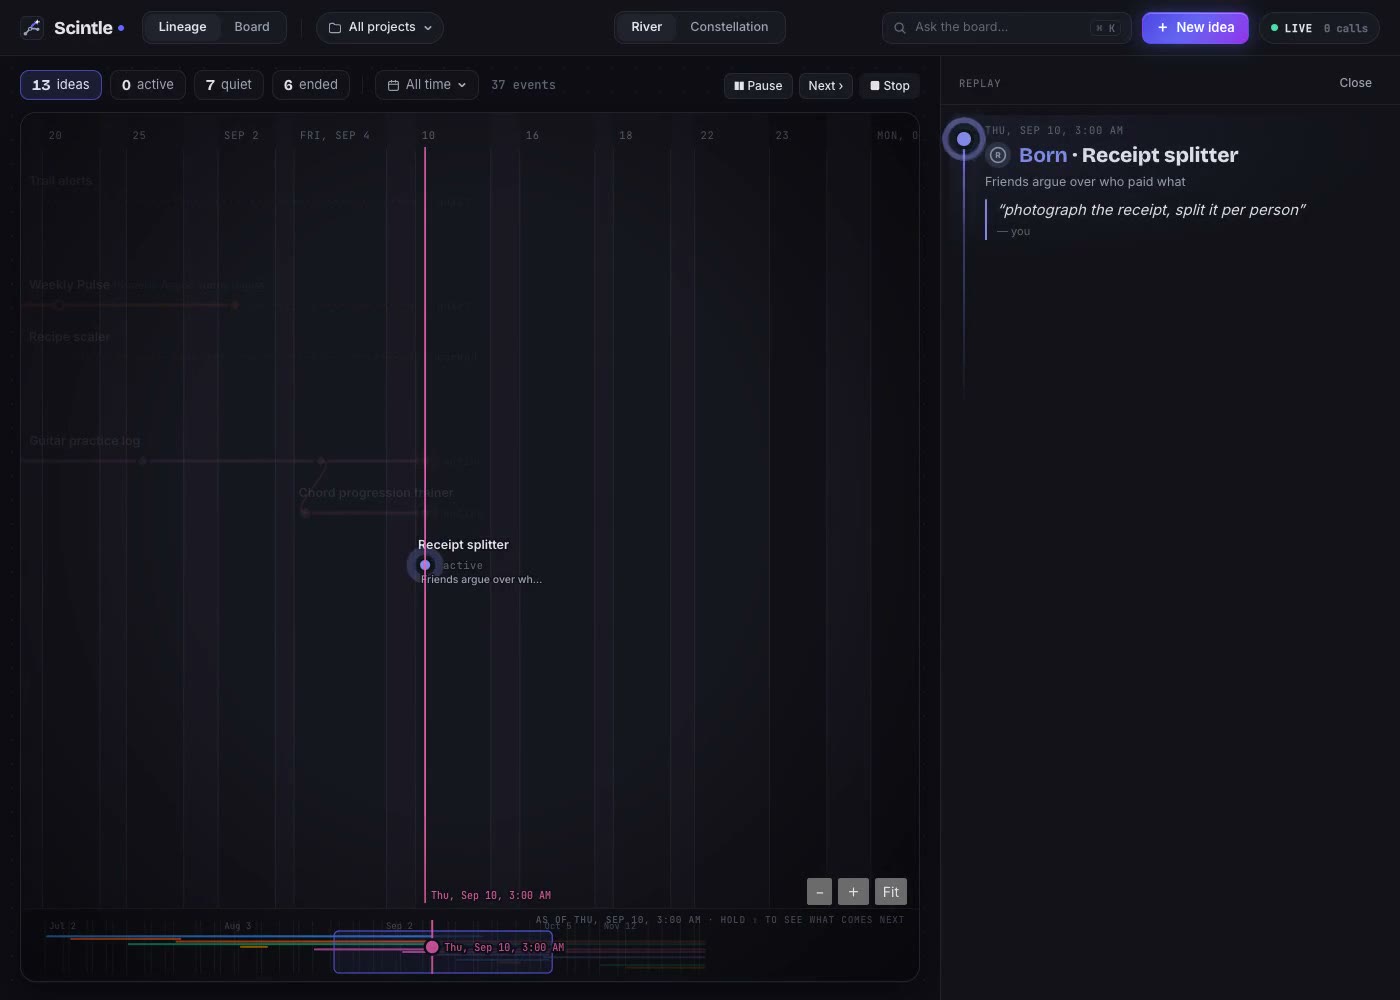 Scintle
Lineage
Board
All projects
River
Constellation
Ask the board...
⌘ K
+ New idea
LIVE 0 calls
13 ideas
0 active
7 quiet
6 ended
All time
37 events
Pause
Next ›
Stop
REPLAY
Close
20
25
SEP 2
FRI, SEP 4
10
16
18
22
23
MON, O
THU, SEP 10, 3:00 AM
R
Born · Receipt splitter
Friends argue over who paid what
“photograph the receipt, split it per person”
— you
Trail alerts
Weekly Pulse
Recipe scaler
Guitar practice log
active
Chord progression trainer
active
Receipt splitter
active
Friends argue over wh...
Thu, Sep 10, 3:00 AM
–
+
Fit
AS OF THU, SEP 10, 3:00 AM · HOLD : TO SEE WHAT COMES NEXT
Jul 2
Aug 3
Sep 2
Oct 5
Nov 12
Thu, Sep 10, 3:00 AM